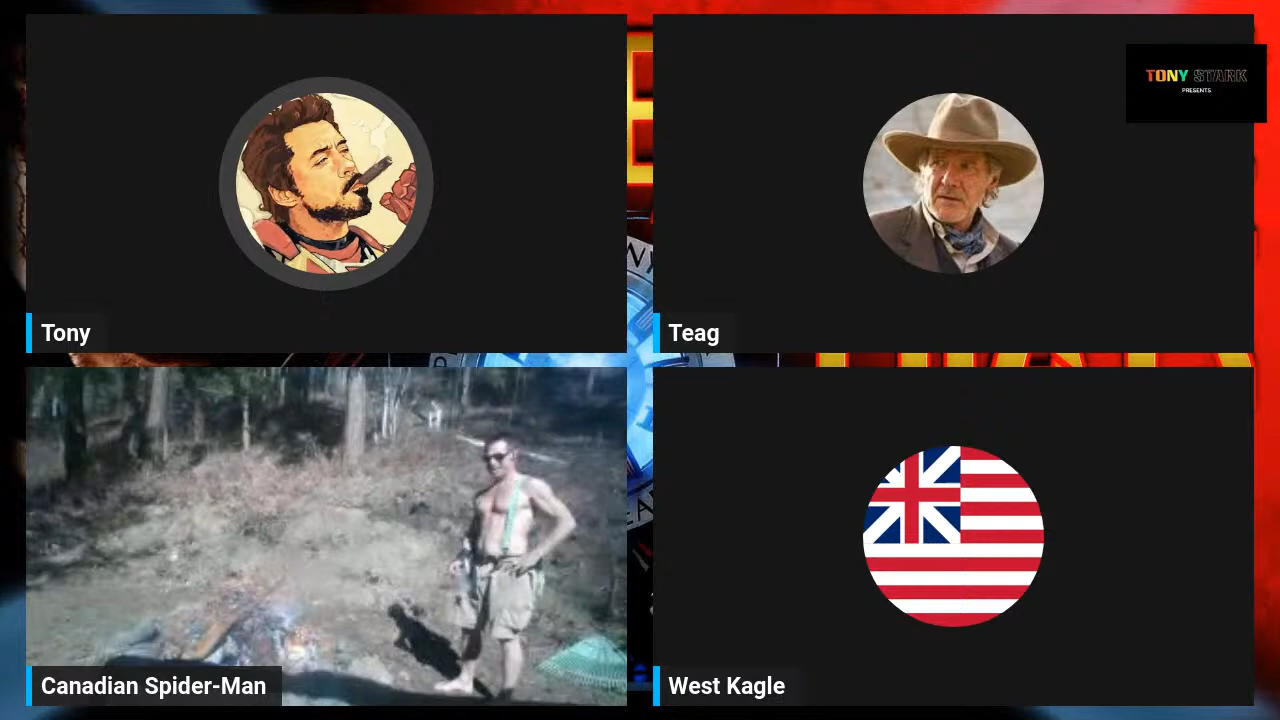 TONY STARK
PRESENTS
Tony
Teag
Canadian Spider-Man
West Kagle